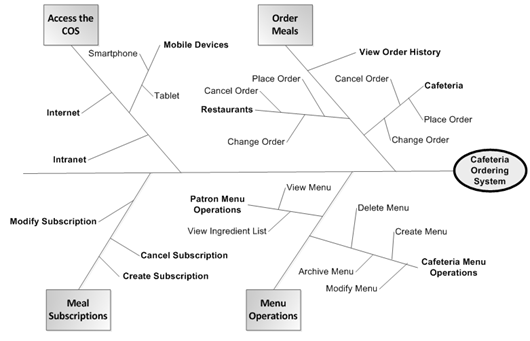 Access the
COS
Order
Meals
Smartphone
Mobile Devices
Tablet
Internet
Intranet
View Order History
Place Order
Cancel Order
Restaurants
Change Order
Cancel Order
Cafeteria
Place Order
Change Order
Cafeteria
Ordering
System
Modify Subscription
Cancel Subscription
Create Subscription
Meal
Subscriptions
Patron Menu
Operations
View Menu
View Ingredient List
Delete Menu
Create Menu
Archive Menu
Modify Menu
Cafeteria Menu
Operations
Menu
Operations